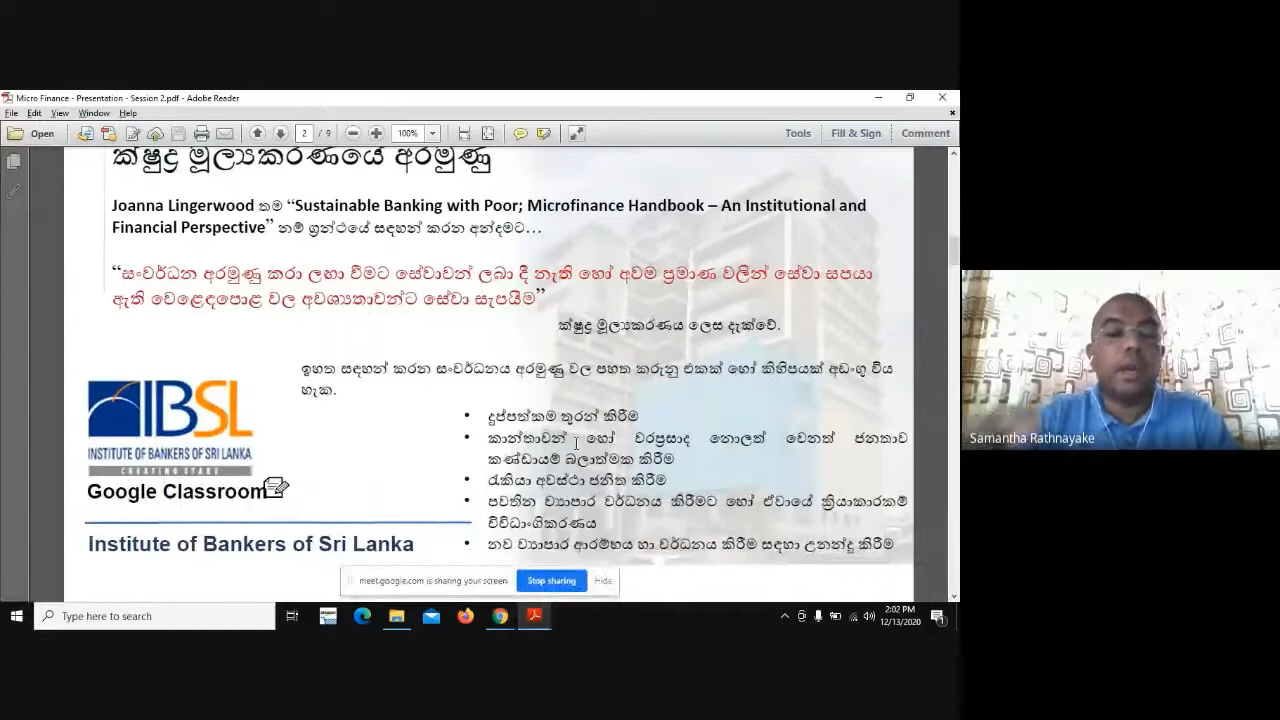 Micro Finance - Presentation - Session 2.pdf - Adobe Reader
File Edit View Window Help
Open 2 / 9 100% Tools Fill & Sign Comment
ක්ෂුද්‍ර මූල්‍යකරණයේ අරමුණු
Joanna Lingerwood තම “Sustainable Banking with Poor; Microfinance Handbook – An Institutional and
Financial Perspective” නම් ග්‍රන්ථයේ සඳහන් කරන අන්දමට…
“සංවර්ධන අරමුණු කරා ලඟා වීමට සේවාවන් ලබා දී නැති හෝ අවම ප්‍රමාණ වලින් සේවා සපයා
ඇති වෙළෙඳපොළ වල අවශ්‍යතාවන්ට සේවා සැපයීම”
ක්ෂුද්‍ර මූල්‍යකරණය ලෙස දැක්වේ.
ඉහත සඳහන් කරන සංවර්ධනය අරමුණු වල පහත කරුනු එකක් හෝ කිහිපයක් අඩංගු විය
හැක.
• දුප්පත්කම තුරන් කිරීම
• කාන්තාවන් හෝ වරප්‍රසාද නොලත් වෙනත් ජනතාව
කණ්ඩායම් බලාත්මක කිරීම
• රැකියා අවස්ථා ජනිත කිරීම
• පවතින ව්‍යාපාර වර්ධනය කිරීමට හෝ ඒවායේ ක්‍රියාකාරකම්
විවිධාංගිකරණය
• නව ව්‍යාපාර ආරම්භය හා වර්ධනය කිරීම සඳහා උනන්දු කිරීම
IBSL
INSTITUTE OF BANKERS OF SRI LANKA
CREATING STARS
Google Classroom
Institute of Bankers of Sri Lanka
meet.google.com is sharing your screen. Stop sharing Hide
Samantha Rathnayake
Type here to search
2:02 PM
12/13/2020